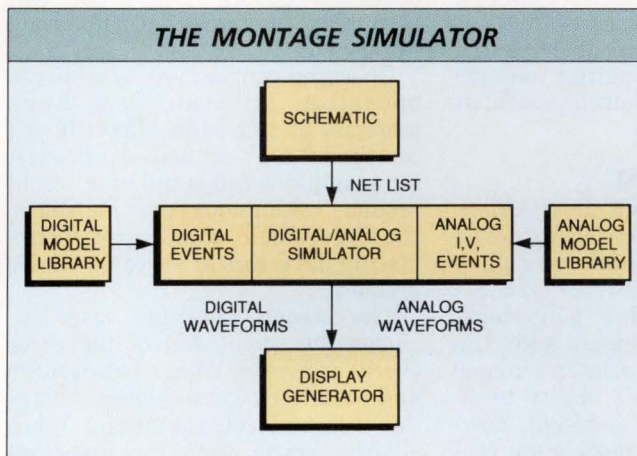 THE MONTAGE SIMULATOR
SCHEMATIC
NET LIST
DIGITAL
MODEL
LIBRARY
DIGITAL
EVENTS
DIGITAL/ANALOG
SIMULATOR
ANALOG
I,V,
EVENTS
ANALOG
MODEL
LIBRARY
DIGITAL
WAVEFORMS
ANALOG
WAVEFORMS
DISPLAY
GENERATOR